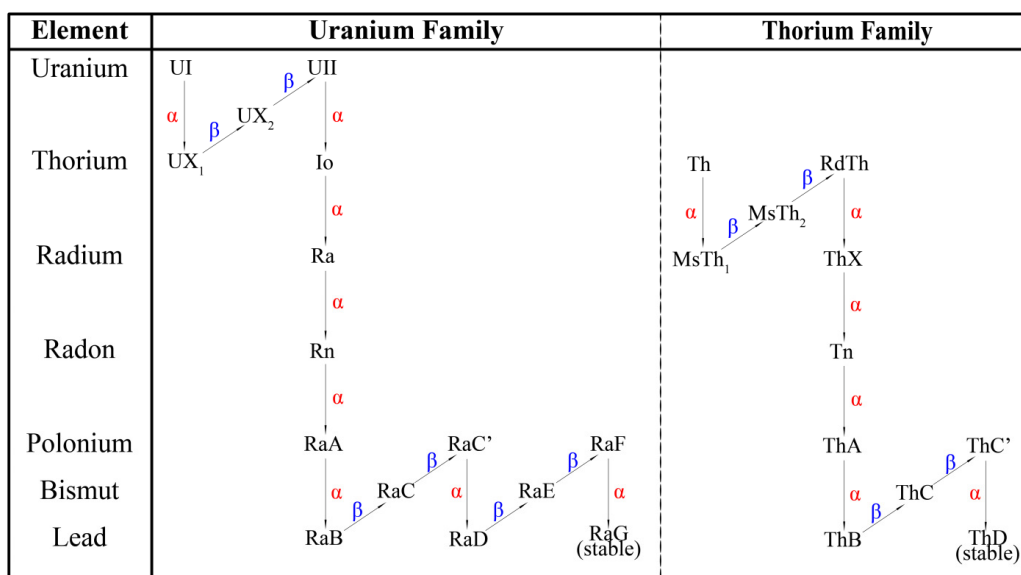 Element Uranium Family Thorium Family
Uranium UI UII
β
α UX₂ α
β
Thorium UX₁ Io Th RdTh
β
α α MsTh₂ α
β
Radium Ra MsTh₁ ThX
α α
Radon Rn Tn
α α
Polonium RaA RaC’ RaF ThA ThC’
β β β
Bismut α RaC α RaE α α ThC α
β β β
Lead RaB RaD RaG ThB ThD
(stable) (stable)